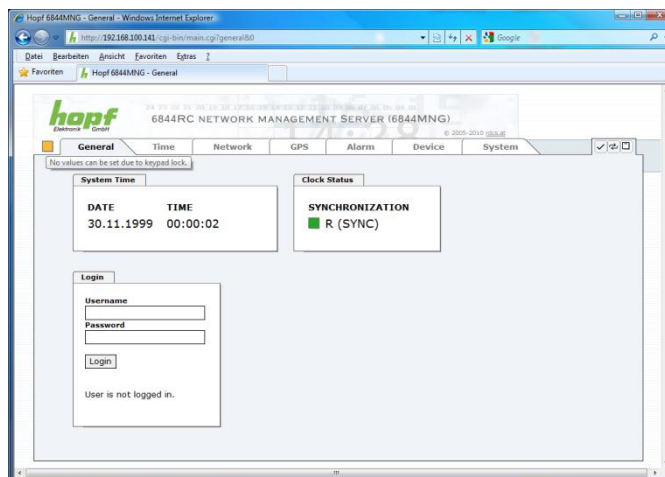 Hopf 6844MNG - General - Windows Internet Explorer
http://192.168.100.141/cgi-bin/main.cgi?general&0
Google
Datei Bearbeiten Ansicht Favoriten Extras ?
Favoriten
Hopf 6844MNG - General
hopf
Elektronik GmbH
6844RC NETWORK MANAGEMENT SERVER (6844MNG)
© 2005-2010
General Time Network GPS Alarm Device System
No values can be set due to keypad lock.
System Time
Clock Status
DATE TIME
SYNCHRONIZATION
30.11.1999 00:00:02
R (SYNC)
Login
Username
Password
Login
User is not logged in.